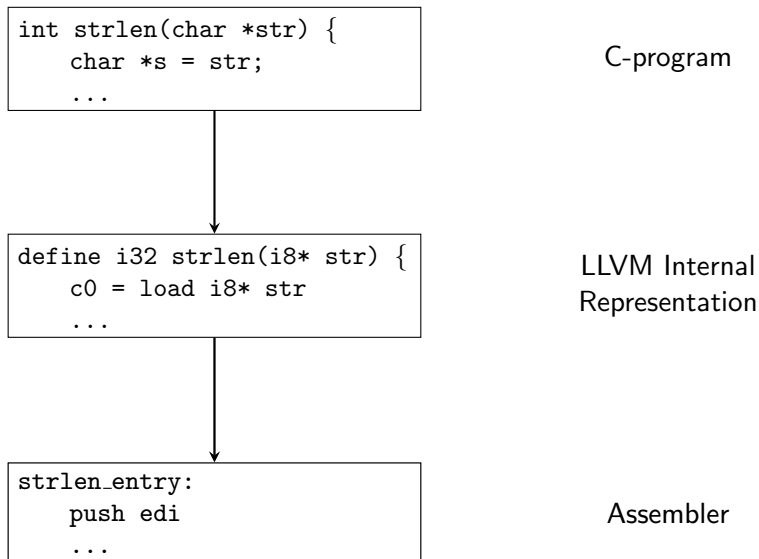 int strlen(char *str) {
char *s = str;
...
C-program
define i32 strlen(i8* str) {
c0 = load i8* str
...
LLVM Internal
Representation
strlen_entry:
push edi
...
Assembler